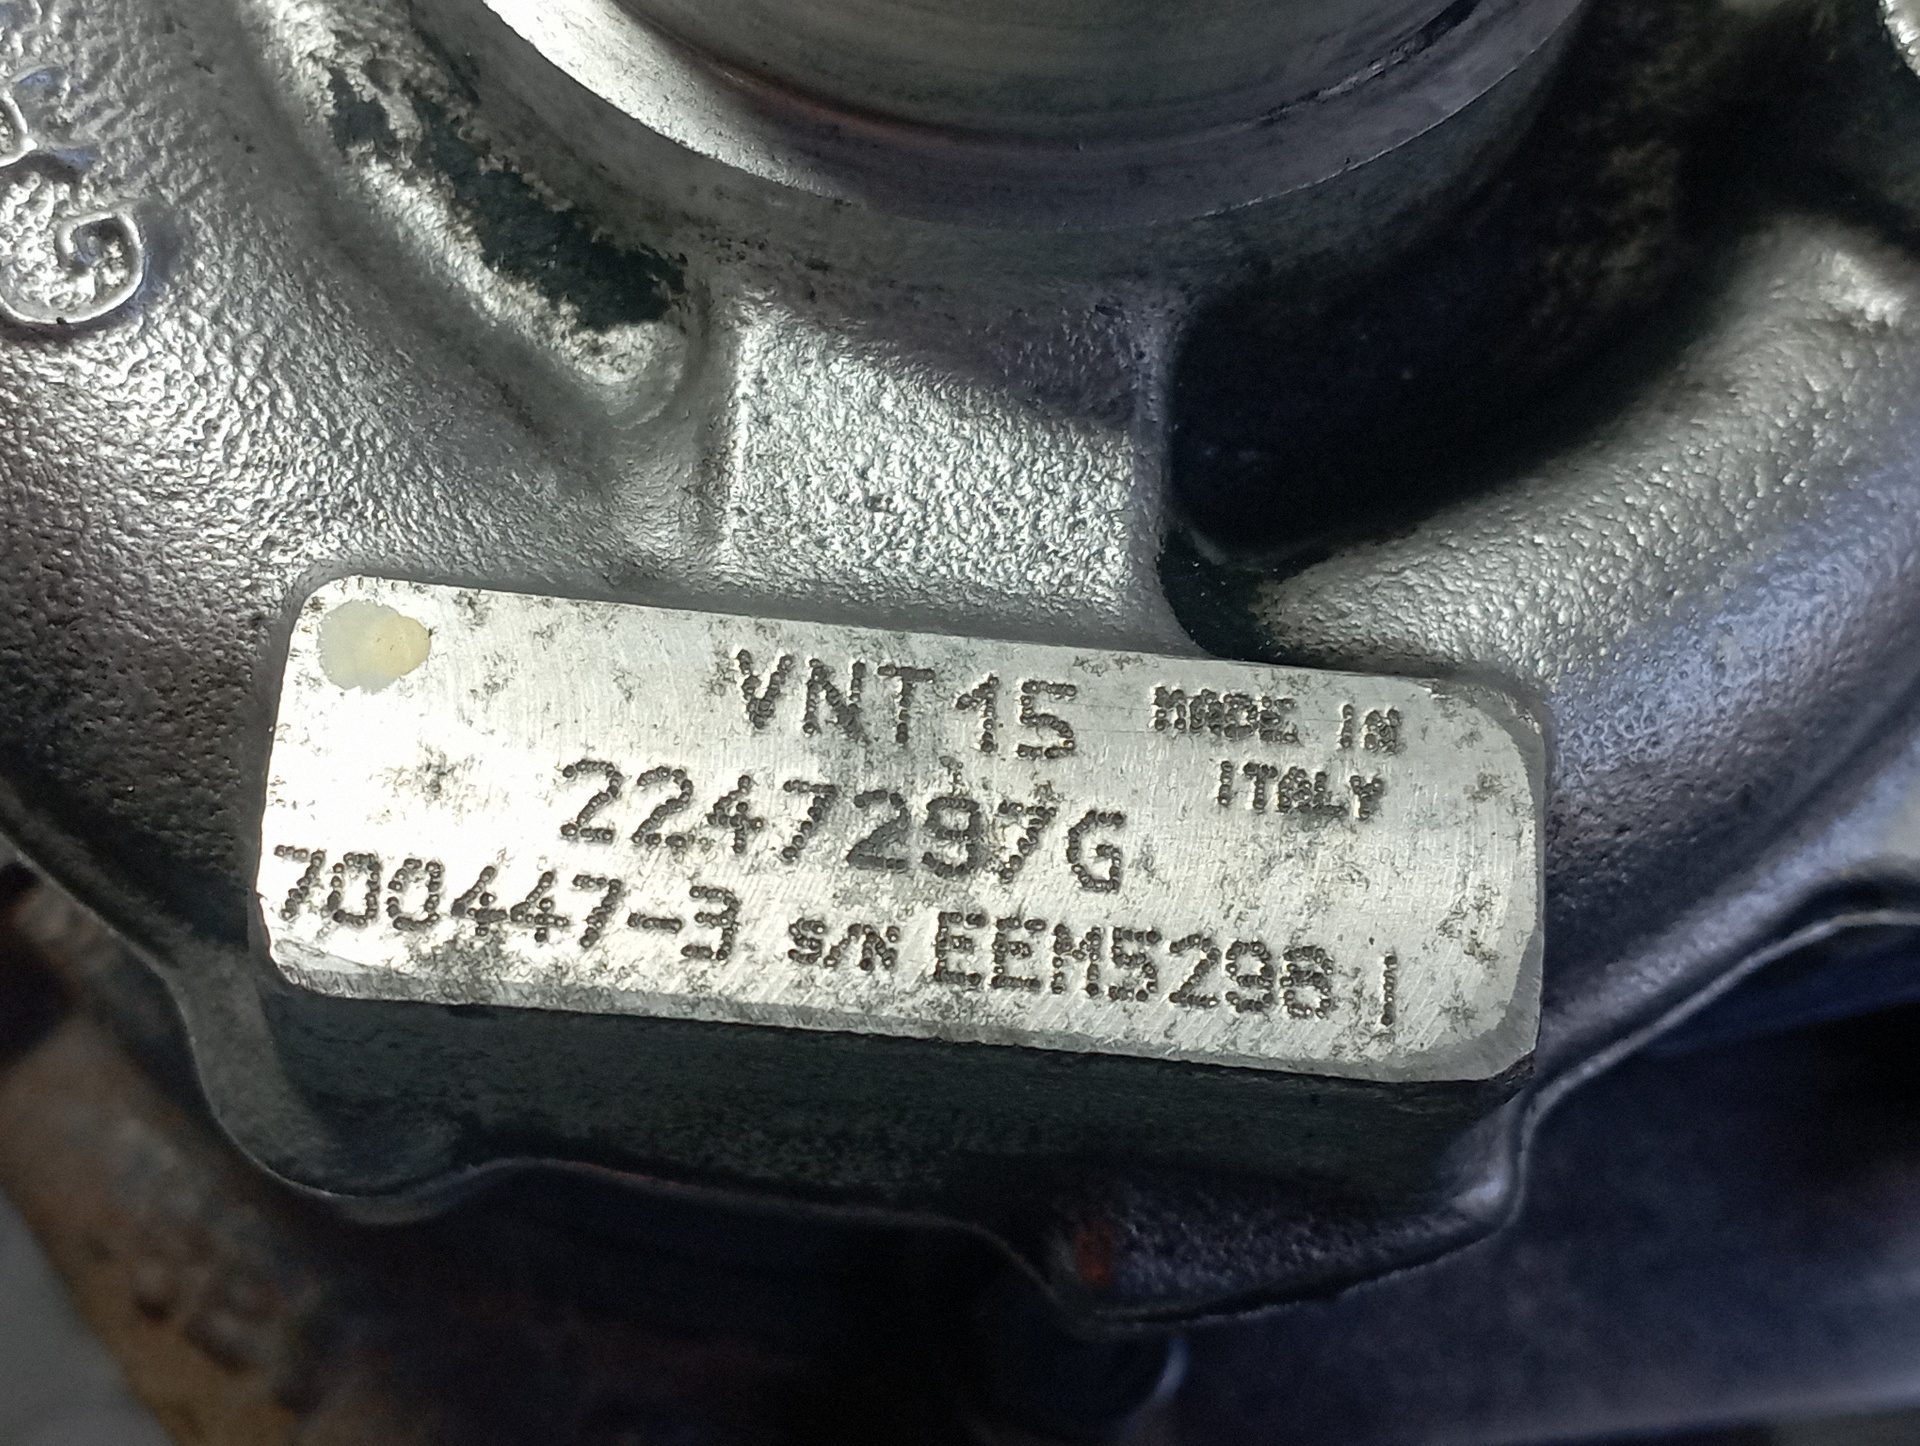 VNT15 MADE IN
ITALY
2247297G
700447-3 S/N EEM5298 I